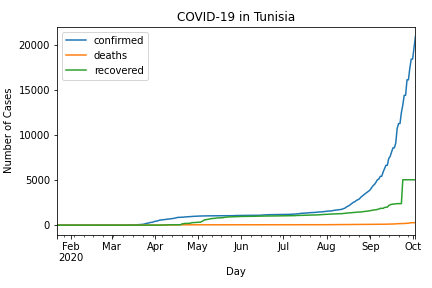 COVID-19 in Tunisia
confirmed
deaths
recovered
Number of Cases
20000
15000
10000
5000
0
Feb Mar Apr May Jun Jul Aug Sep Oct
2020
Day